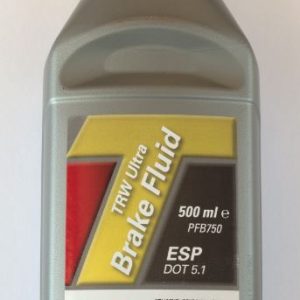 TRW Ultra
Brake Fluid
500 ml e
PFB750
ESP
DOT 5.1